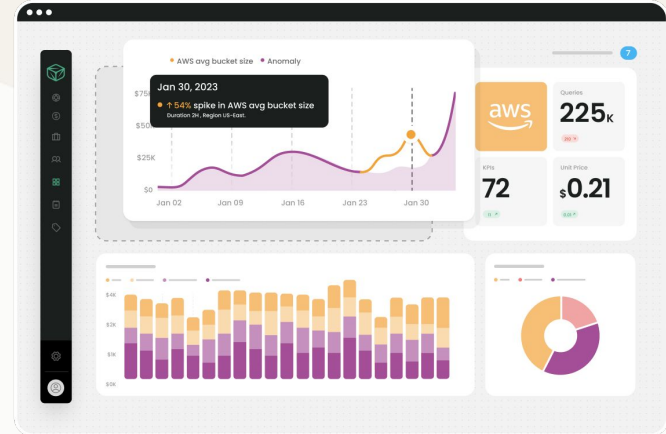 7
AWS avg bucket size Anomaly
Jan 30, 2023
↑ 54% spike in AWS avg bucket size
Duration 2H , Region US-East.
$75K
$50K
$25K
$0
Jan 02 Jan 09 Jan 16 Jan 23 Jan 30
aws
Queries
225K
KPIs
72
Unit Price
$0.21
$4K
$2K
$1K
$0K